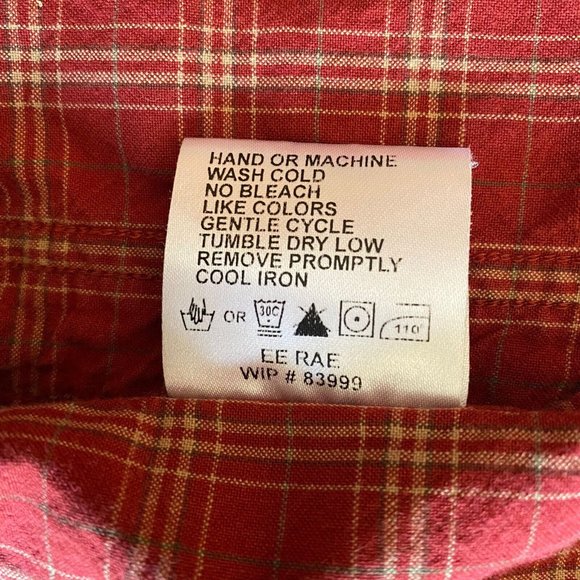 HAND OR MACHINE
WASH COLD
NO BLEACH
LIKE COLORS
GENTLE CYCLE
TUMBLE DRY LOW
REMOVE PROMPTLY
COOL IRON
OR 30C 110°
EE RAE
WIP # 83999